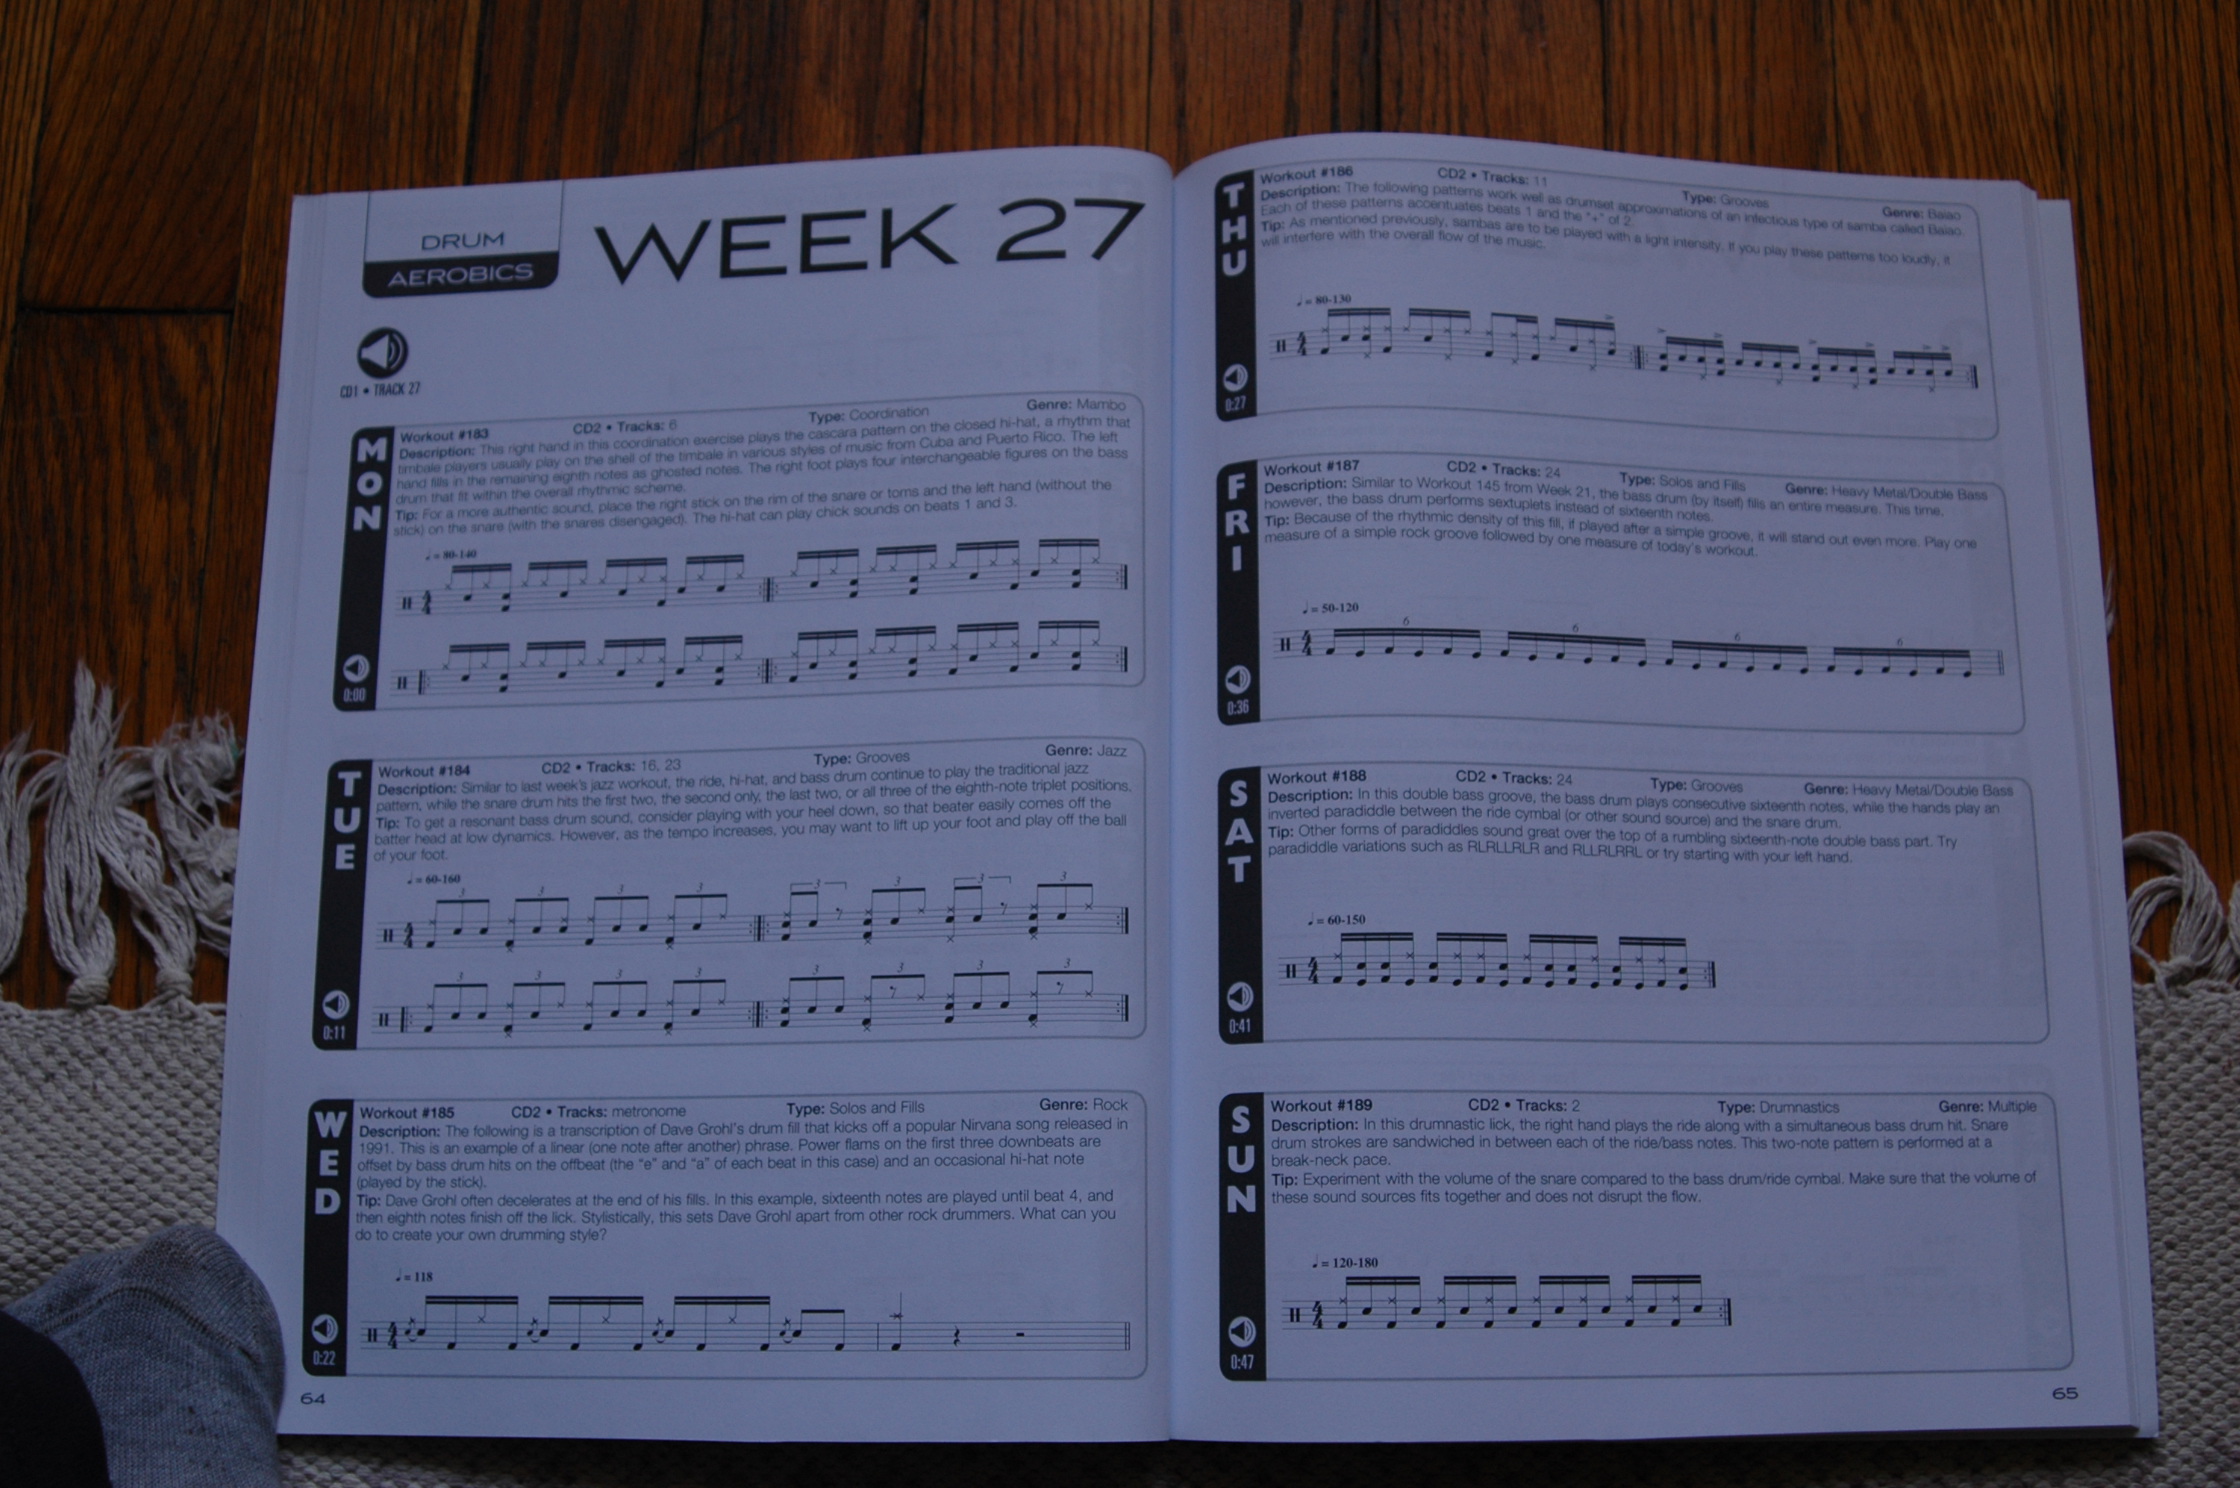 DRUM
AEROBICS
WEEK 27
CD1 • TRACK 27
MON
Workout #183 CD2 • Tracks: 6 Type: Coordination Genre: Mambo
Description: This right hand in this coordination exercise plays the cascara pattern on the closed hi-hat, a rhythm that
timbale players usually play on the shell of the timbale in various styles of music from Cuba and Puerto Rico. The left
hand fills in the remaining eighth notes as ghosted notes. The right foot plays four interchangeable figures on the bass
drum that fit within the overall rhythmic scheme.
Tip: For a more authentic sound, place the right stick on the rim of the snare or toms and the left hand (without the
stick) on the snare (with the snares disengaged). The hi-hat can play chick sounds on beats 1 and 3.
♩ = 80-140
0:00
TUE
Workout #184 CD2 • Tracks: 16, 23 Type: Grooves Genre: Jazz
Description: Similar to last week's jazz workout, the ride, hi-hat, and bass drum continue to play the traditional jazz
pattern, while the snare drum hits the first two, the second only, the last two, or all three of the eighth-note triplet positions.
Tip: To get a resonant bass drum sound, consider playing with your heel down, so that beater easily comes off the
batter head at low dynamics. However, as the tempo increases, you may want to lift up your foot and play off the ball
of your foot.
♩ = 60-160
3 3 3 3 3 3 3 3
3 3 3 3 3 3 3 3
0:11
WED
Workout #185 CD2 • Tracks: metronome Type: Solos and Fills Genre: Rock
Description: The following is a transcription of Dave Grohl's drum fill that kicks off a popular Nirvana song released in
1991. This is an example of a linear (one note after another) phrase. Power flams on the first three downbeats are
offset by bass drum hits on the offbeat (the "e" and "a" of each beat in this case) and an occasional hi-hat note
(played by the stick).
Tip: Dave Grohl often decelerates at the end of his fills. In this example, sixteenth notes are played until beat 4, and
then eighth notes finish off the lick. Stylistically, this sets Dave Grohl apart from other rock drummers. What can you
do to create your own drumming style?
♩ = 118
0:22
64
THU
Workout #186 CD2 • Tracks: 11 Type: Grooves Genre: Baiao
Description: The following patterns work well as drumset approximations of an infectious type of samba called Baiao.
Each of these patterns accentuates beats 1 and the "+" of 2.
Tip: As mentioned previously, sambas are to be played with a light intensity. If you play these patterns too loudly, it
will interfere with the overall flow of the music.
♩ = 80-130
0:27
FRI
Workout #187 CD2 • Tracks: 24 Type: Solos and Fills Genre: Heavy Metal/Double Bass
Description: Similar to Workout 145 from Week 21, the bass drum (by itself) fills an entire measure. This time,
however, the bass drum performs sextuplets instead of sixteenth notes.
Tip: Because of the rhythmic density of this fill, if played after a simple groove, it will stand out even more. Play one
measure of a simple rock groove followed by one measure of today's workout.
♩ = 50-120
6 6 6 6
0:36
SAT
Workout #188 CD2 • Tracks: 24 Type: Grooves Genre: Heavy Metal/Double Bass
Description: In this double bass groove, the bass drum plays consecutive sixteenth notes, while the hands play an
inverted paradiddle between the ride cymbal (or other sound source) and the snare drum.
Tip: Other forms of paradiddles sound great over the top of a rumbling sixteenth-note double bass part. Try
paradiddle variations such as RLRLLRLR and RLLRLRRL or try starting with your left hand.
♩ = 60-150
0:41
SUN
Workout #189 CD2 • Tracks: 2 Type: Drumnastics Genre: Multiple
Description: In this drumnastic lick, the right hand plays the ride along with a simultaneous bass drum hit. Snare
drum strokes are sandwiched in between each of the ride/bass notes. This two-note pattern is performed at a
break-neck pace.
Tip: Experiment with the volume of the snare compared to the bass drum/ride cymbal. Make sure that the volume of
these sound sources fits together and does not disrupt the flow.
♩ = 120-180
0:47
65